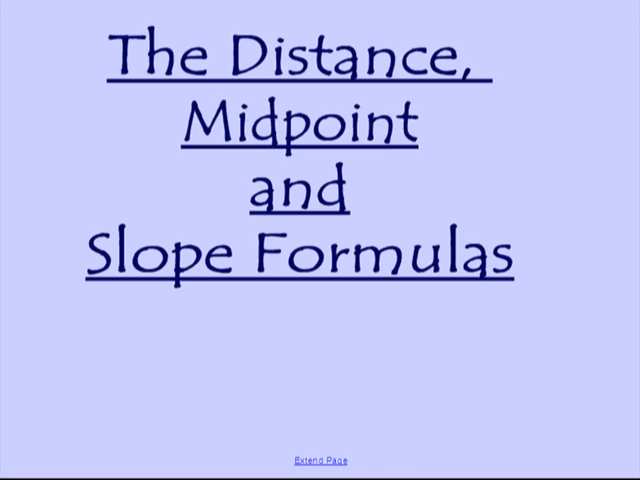 The Distance,
Midpoint
and
Slope Formulas
Extend Page